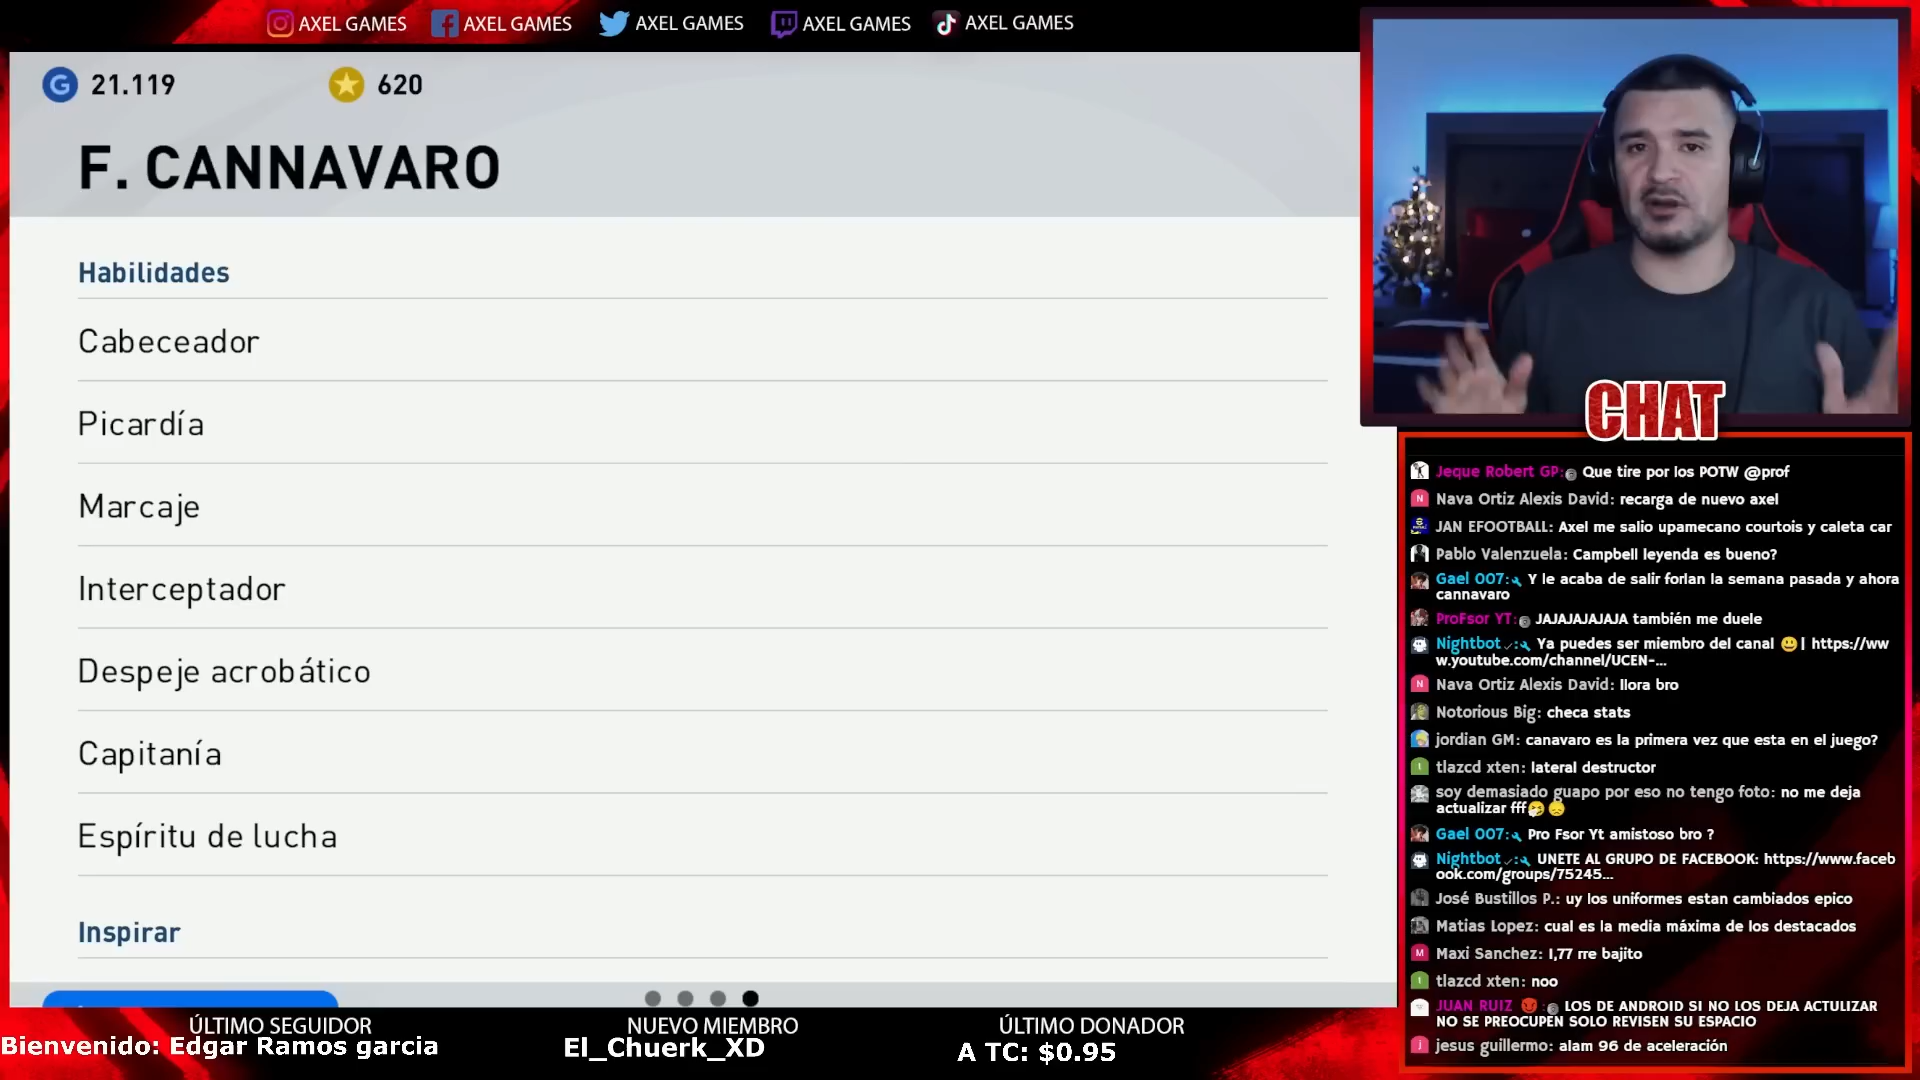 AXEL GAMES
AXEL GAMES
AXEL GAMES
AXEL GAMES
AXEL GAMES
G 21.119
620
F. CANNAVARO
Habilidades
Cabeceador
Picardía
Marcaje
Interceptador
Despeje acrobático
Capitanía
Espíritu de lucha
Inspirar
CHAT
Jeque Robert GP: Que tire por los POTW @prof
N Nava Ortiz Alexis David: recarga de nuevo axel
JAN EFOOTBALL: Axel me salio upamecano courtois y caleta car
Pablo Valenzuela: Campbell leyenda es bueno?
Gael 007: Y le acaba de salir forlan la semana pasada y ahora
cannavaro
ProFsor YT: JAJAJAJAJAJA también me duele
Nightbot: Ya puedes ser miembro del canal 😀| https://ww
w.youtube.com/channel/UCEN-...
N Nava Ortiz Alexis David: llora bro
Notorious Big: checa stats
jordian GM: canavaro es la primera vez que esta en el juego?
t tlazcd xten: lateral destructor
soy demasiado guapo por eso no tengo foto: no me deja
actualizar fff🤧😞
Gael 007: Pro Fsor Yt amistoso bro ?
Nightbot: UNETE AL GRUPO DE FACEBOOK: https://www.faceb
ook.com/groups/75245...
José Bustillos P.: uy los uniformes estan cambiados epico
Matias Lopez: cual es la media máxima de los destacados
M Maxi Sanchez: 1,77 rre bajito
t tlazcd xten: noo
JUAN RUIZ 😈: LOS DE ANDROID SI NO LOS DEJA ACTULIZAR
NO SE PREOCUPEN SOLO REVISEN SU ESPACIO
j jesus guillermo: alam 96 de aceleración
ÚLTIMO SEGUIDOR
Bienvenido: Edgar Ramos garcia
NUEVO MIEMBRO
El_Chuerk_XD
ÚLTIMO DONADOR
A TC: $0.95